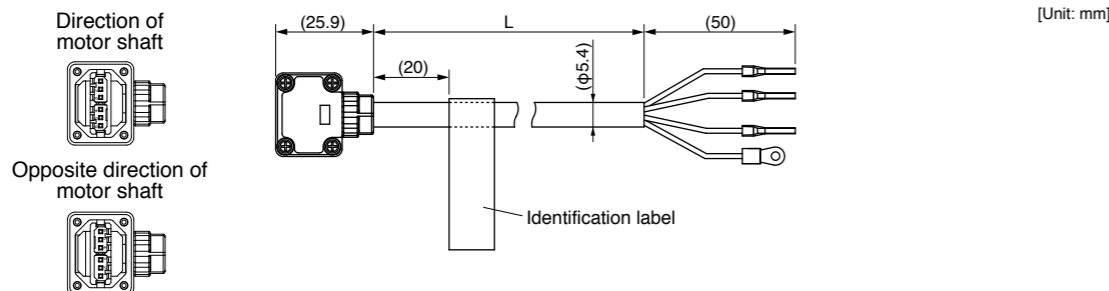 [Unit: mm]
Direction of
motor shaft
(25.9)
L
(50)
(20)
(φ5.4)
Opposite direction of
motor shaft
Identification label